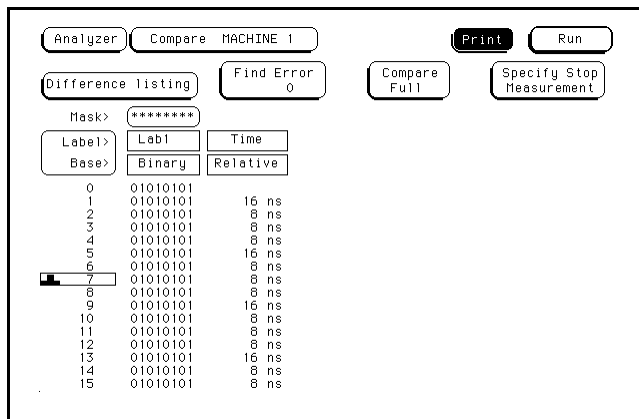 Analyzer Compare MACHINE 1 Print Run
Difference listing Find Error 0 Compare Full Specify Stop Measurement
Mask> ********
Label> Lab1 Time
Base> Binary Relative
0 01010101
1 01010101 16 ns
2 01010101 8 ns
3 01010101 8 ns
4 01010101 8 ns
5 01010101 16 ns
6 01010101 8 ns
7 01010101 8 ns
8 01010101 8 ns
9 01010101 16 ns
10 01010101 8 ns
11 01010101 8 ns
12 01010101 8 ns
13 01010101 16 ns
14 01010101 8 ns
15 01010101 8 ns